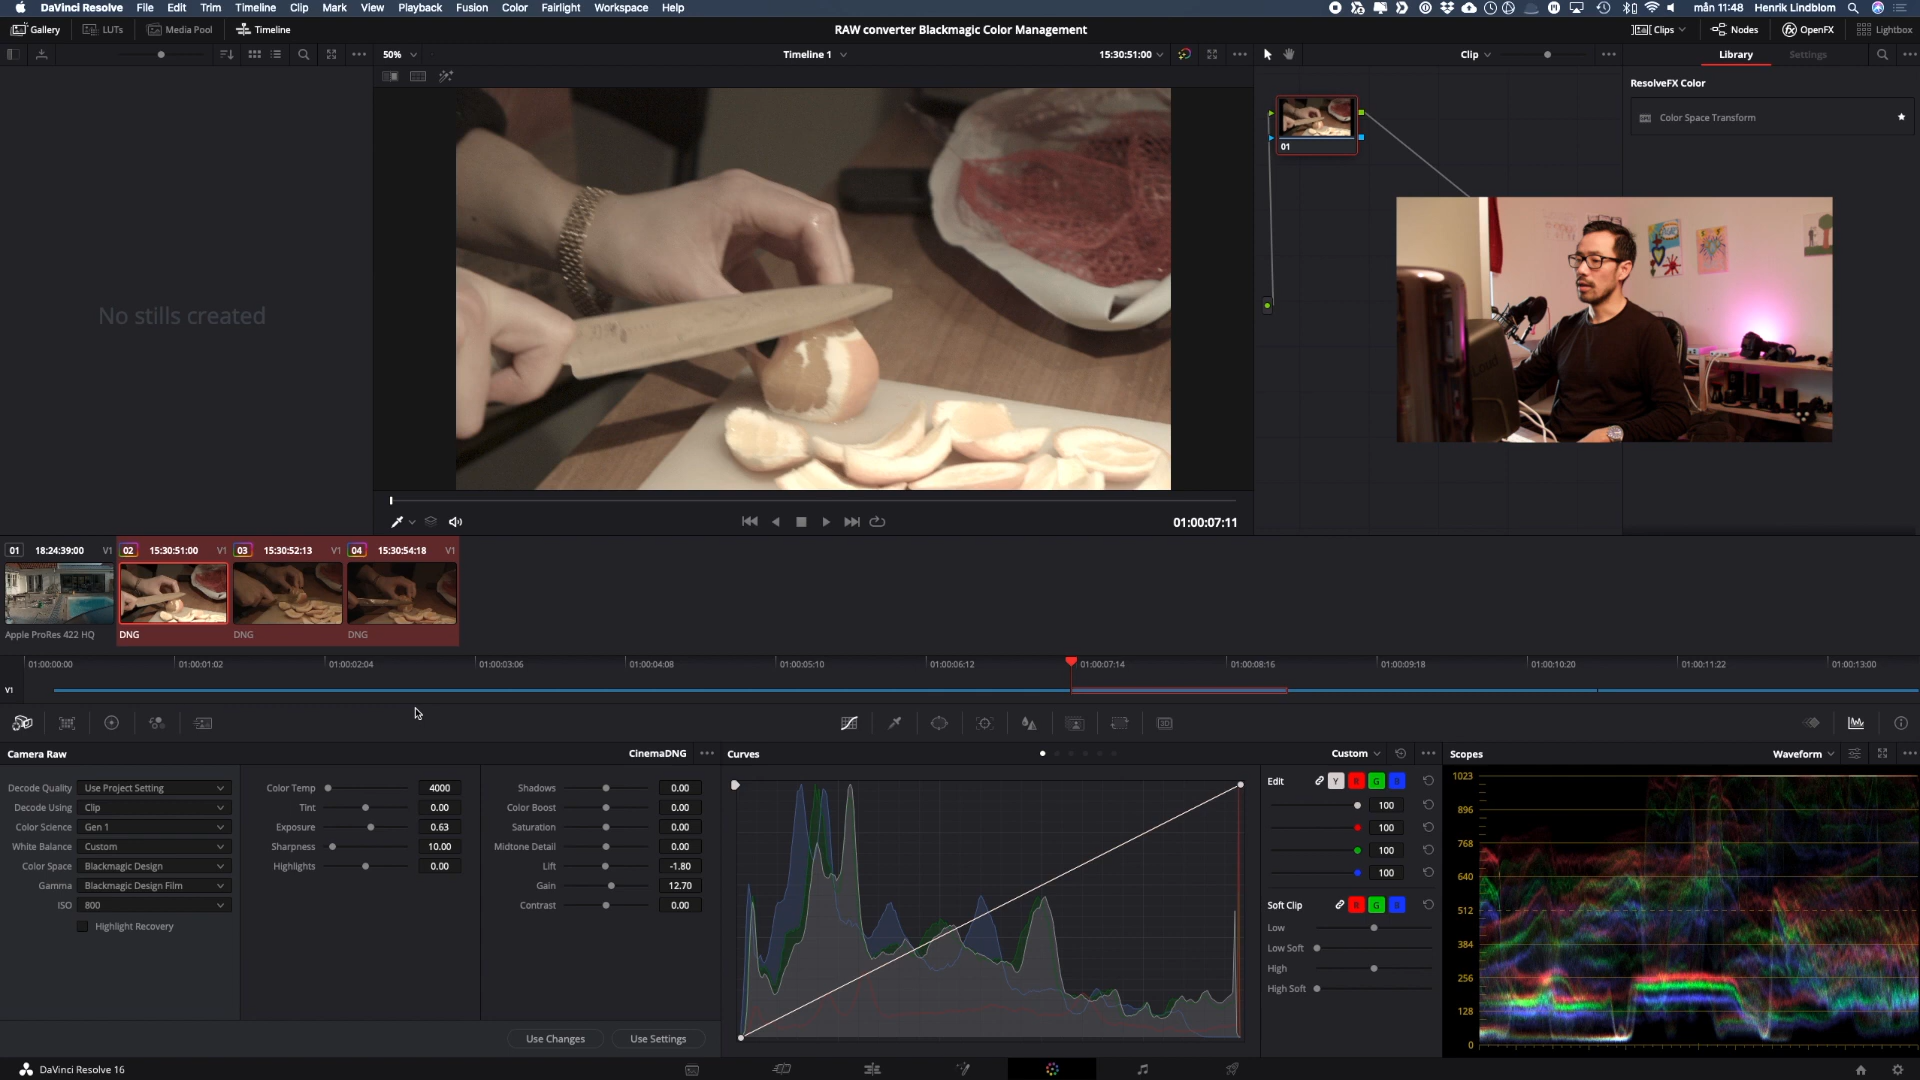 DaVinci Resolve File Edit Trim Timeline Clip Mark View Playback Fusion Color Fairlight Workspace Help mån 11:48 Henrik Lindblom
Gallery LUTs Media Pool Timeline RAW converter Blackmagic Color Management Clips Nodes OpenFX Lightbox
50% Timeline 1 15:30:51:00 Clip Library Settings
ResolveFX Color
Color Space Transform
01
No stills created
01:00:07:11
01 18:24:39:00 V1 02 15:30:51:00 V1 03 15:30:52:13 V1 04 15:30:54:18 V1
Apple ProRes 422 HQ DNG DNG DNG
01:00:00:00 01:00:01:02 01:00:02:04 01:00:03:06 01:00:04:08 01:00:05:10 01:00:06:12 01:00:07:14 01:00:08:16 01:00:09:18 01:00:10:20 01:00:11:22 01:00:13:00
V1
Camera Raw CinemaDNG Curves Custom Scopes Waveform
Decode Quality Use Project Setting Color Temp 4000 Shadows 0.00 Edit Y R G B 1023
Decode Using Clip Tint 0.00 Color Boost 0.00 100 896
Color Science Gen 1 Exposure 0.63 Saturation 0.00 100
White Balance Custom Sharpness 10.00 Midtone Detail 0.00 100 768
Color Space Blackmagic Design Highlights 0.00 Lift -1.80 100 640
Gamma Blackmagic Design Film Gain 12.70
ISO 800 Contrast 0.00 Soft Clip R G B 512
Highlight Recovery Low
Low Soft 384
High 256
High Soft
128
Use Changes Use Settings 0
DaVinci Resolve 16